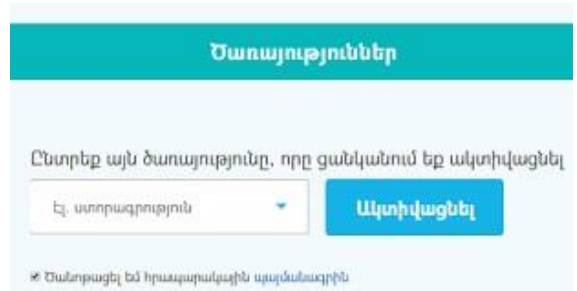 Ծառայություններ
Ընտրեք այն ծառայությունը, որը ցանկանում եք ակտիվացնել
Էլ. ստորագրություն
Ակտիվացնել
Ծանոթացել եմ հրապարակային պայմանագրին